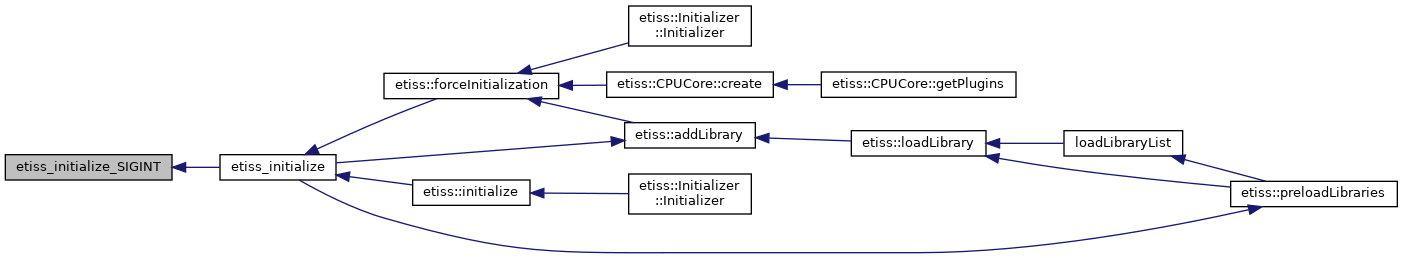 etiss::Initializer
::Initializer
etiss::forceInitialization
etiss::CPUCore::create
etiss::CPUCore::getPlugins
etiss::addLibrary
etiss::loadLibrary
loadLibraryList
etiss_initialize_SIGINT
etiss_initialize
etiss::initialize
etiss::Initializer
::Initializer
etiss::preloadLibraries